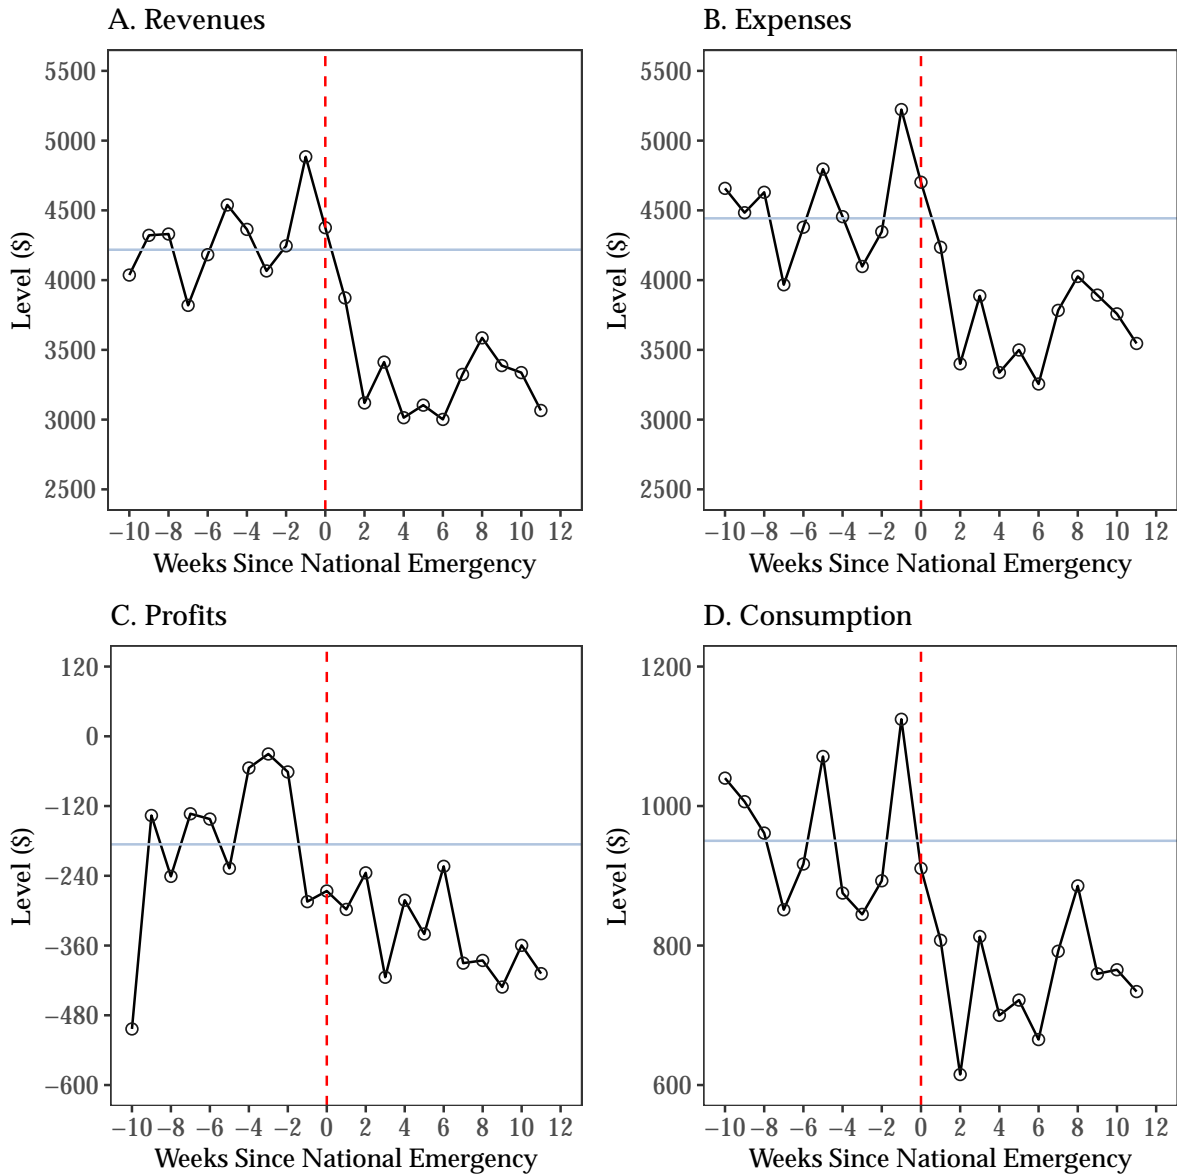 A. Revenues
Level ($)
5500
5000
4500
4000
3500
3000
2500
−10 −8 −6 −4 −2 0 2 4 6 8 10 12
Weeks Since National Emergency
B. Expenses
Level ($)
5500
5000
4500
4000
3500
3000
2500
−10 −8 −6 −4 −2 0 2 4 6 8 10 12
Weeks Since National Emergency
C. Profits
Level ($)
120
0
−120
−240
−360
−480
−600
−10 −8 −6 −4 −2 0 2 4 6 8 10 12
Weeks Since National Emergency
D. Consumption
Level ($)
1200
1000
800
600
−10 −8 −6 −4 −2 0 2 4 6 8 10 12
Weeks Since National Emergency